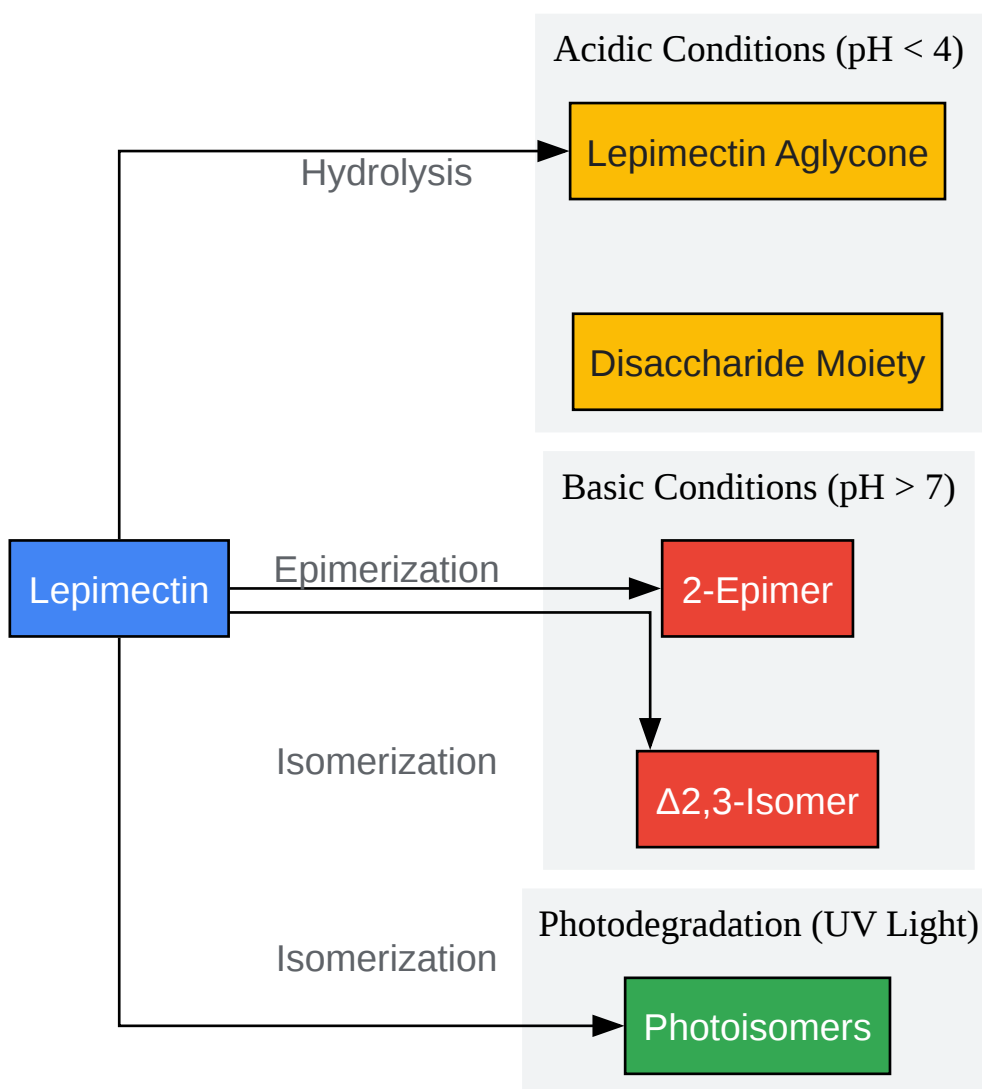 Acidic Conditions (pH < 4)
Lepimectin Aglycone
Hydrolysis
Disaccharide Moiety
Basic Conditions (pH > 7)
Lepimectin
Epimerization
2-Epimer
Isomerization
Δ2,3-Isomer
Photodegradation (UV Light)
Isomerization
Photoisomers